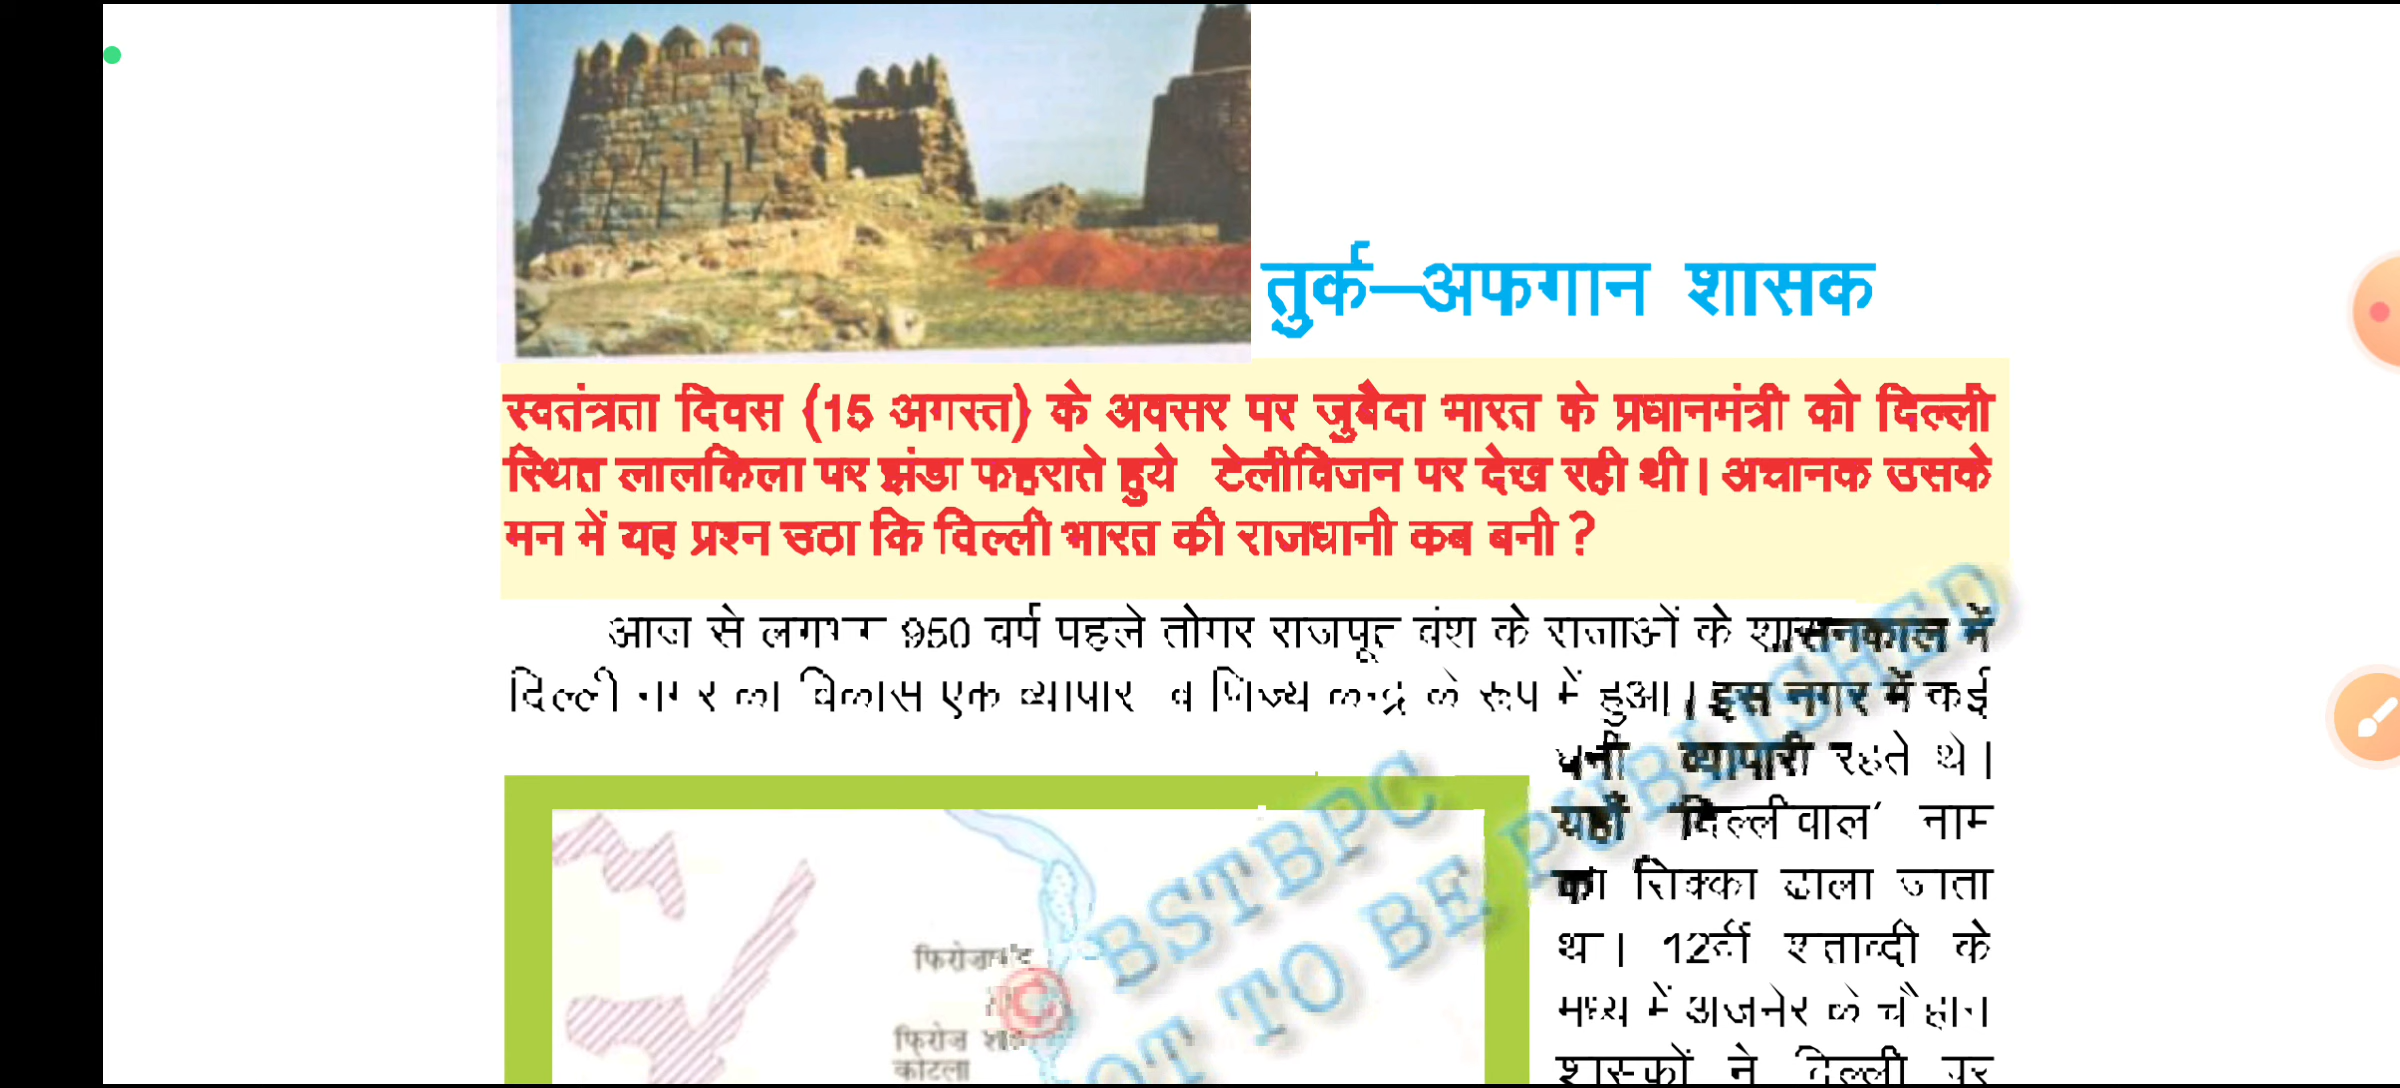 तुर्क–अफगान शासक
स्वतंत्रता दिवस (15 अगस्त) के अवसर पर जुबैदा भारत के प्रधानमंत्री को दिल्ली
स्थित लालकिला पर झंडा फहराते हुये टेलीविजन पर देख रही थी। अचानक उसके
मन में यह प्रश्न उठा कि दिल्ली भारत की राजधानी कब बनी ?
आज से लगभग 950 वर्ष पहले तोमर राजपूत वंश के राजाओं के शासनकाल में
दिल्ली नगर का विकास एक व्यापार व णिज्य केन्द्र के रूप में हुआ। इस नगर में कई
धनी व्यापारी रहते थे।
यहाँ दिल्लीवाल' नाम
का सिक्का ढाला जाता
था। 12वीं शताब्दी के
मध्य में अजमेर के चौहान
शासकों ने दिल्ली पर
फिरोजाबाद
फिरोज शाह
कोटला
© BSTBPC
NOT TO BE PUBLISHED